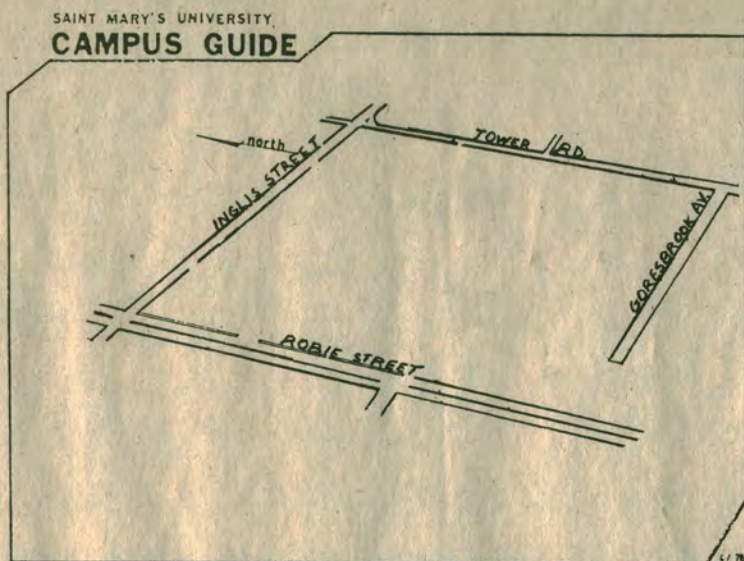 SAINT MARY'S UNIVERSITY
CAMPUS GUIDE
north
INGLIS STREET
TOWER RD.
GORESBROOK AV.
ROBIE STREET